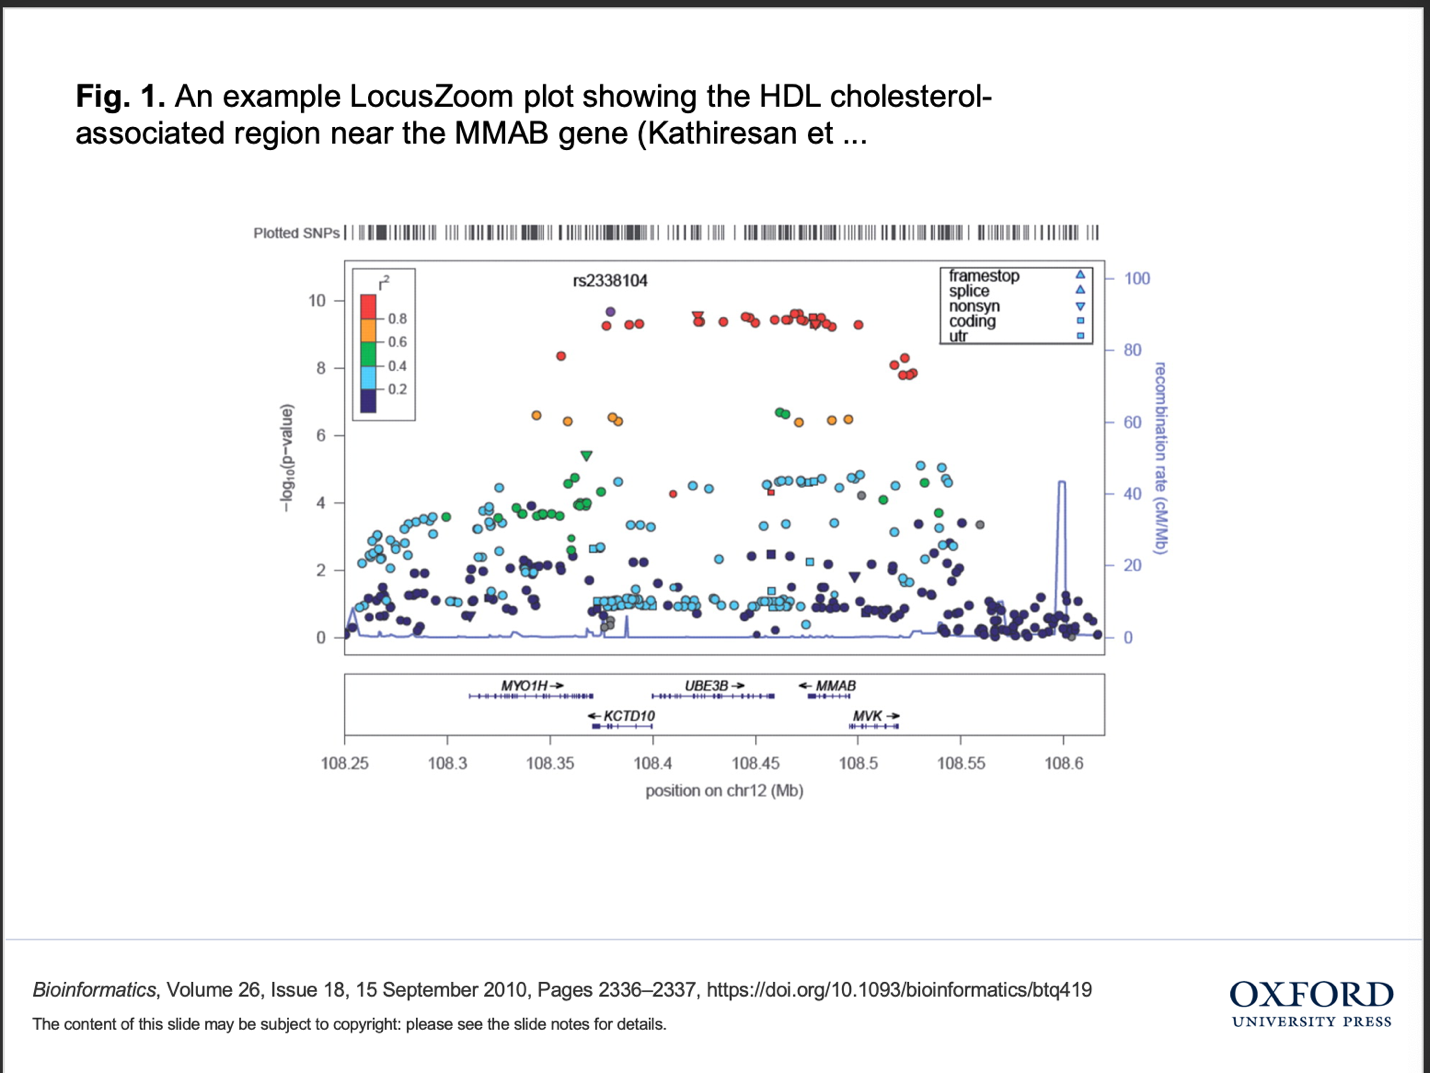 Fig. 1. An example LocusZoom plot showing the HDL cholesterol-
associated region near the MMAB gene (Kathiresan et ...
Plotted SNPs
rs2338104
r2
0.8
0.6
0.4
0.2
framestop
splice
nonsyn
coding
utr
10
8
6
4
2
0
−log10(p−value)
100
80
60
40
20
0
recombination rate (cM/Mb)
MYO1H→
UBE3B→
←MMAB
←KCTD10
MVK→
108.25 108.3 108.35 108.4 108.45 108.5 108.55 108.6
position on chr12 (Mb)
Bioinformatics, Volume 26, Issue 18, 15 September 2010, Pages 2336–2337, https://doi.org/10.1093/bioinformatics/btq419
The content of this slide may be subject to copyright: please see the slide notes for details.
OXFORD
UNIVERSITY PRESS